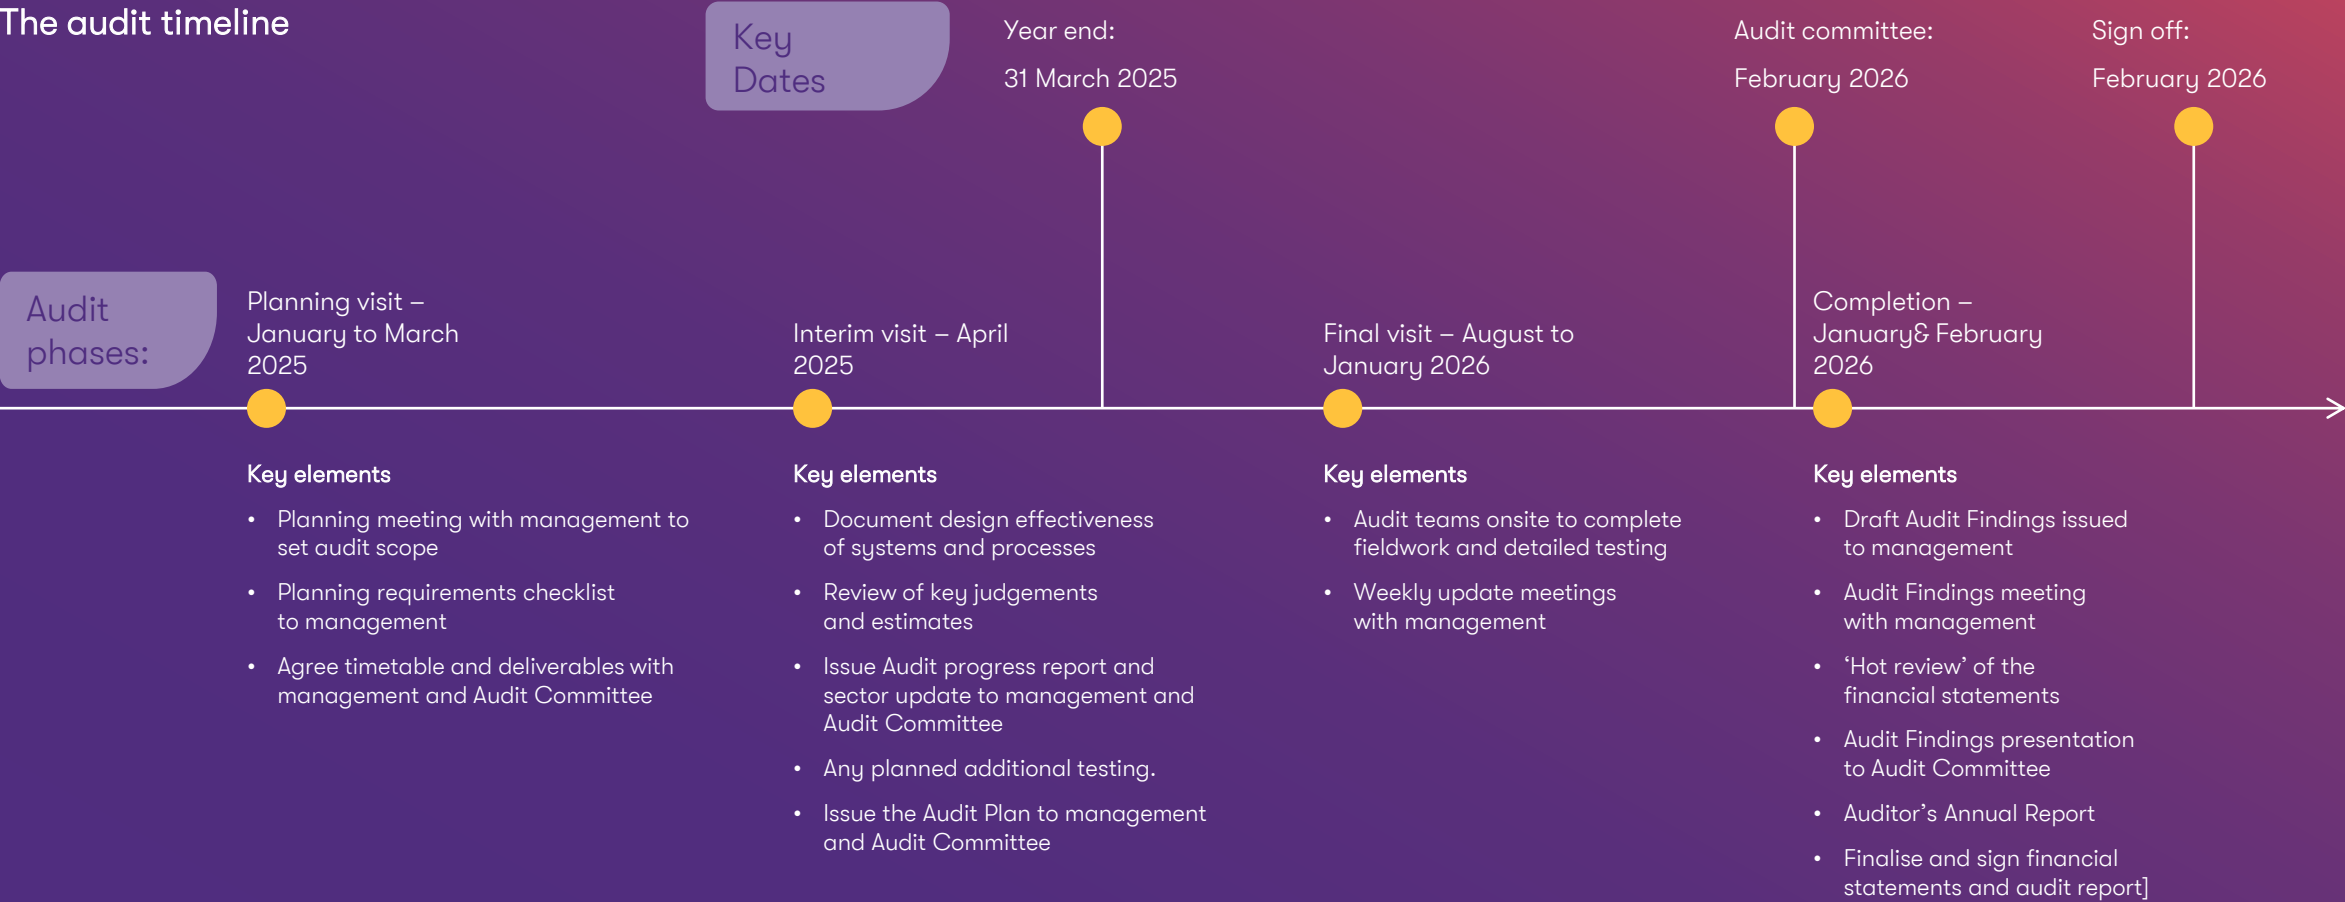 The audit timeline
Key
Dates
Year end:
31 March 2025
Audit committee:
February 2026
Sign off:
February 2026
Audit
phases:
Planning visit –
January to March
2025
Interim visit – April
2025
Final visit – August to
January 2026
Completion –
January& February
2026
Key elements
• Planning meeting with management to
set audit scope
• Planning requirements checklist
to management
• Agree timetable and deliverables with
management and Audit Committee
Key elements
• Document design effectiveness
of systems and processes
• Review of key judgements
and estimates
• Issue Audit progress report and
sector update to management and
Audit Committee
• Any planned additional testing.
• Issue the Audit Plan to management
and Audit Committee
Key elements
• Audit teams onsite to complete
fieldwork and detailed testing
• Weekly update meetings
with management
Key elements
• Draft Audit Findings issued
to management
• Audit Findings meeting
with management
• ‘Hot review’ of the
financial statements
• Audit Findings presentation
to Audit Committee
• Auditor’s Annual Report
• Finalise and sign financial
statements and audit report]